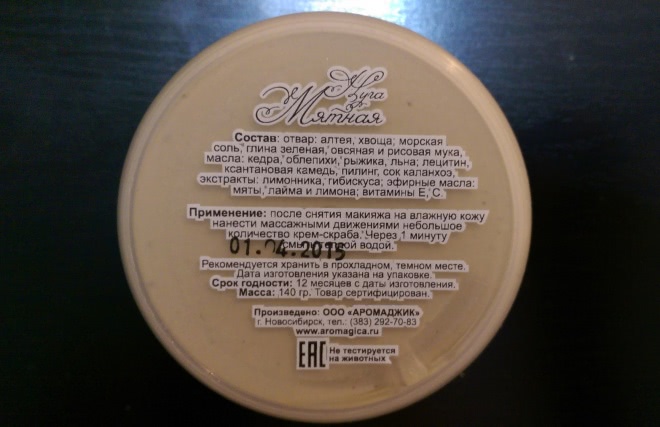 Нуга
Мятная
Состав: отвар: алтея, хвоща; морская
соль, глина зеленая, овсяная и рисовая мука,
масла: кедра, облепихи, рыжика, льна; лецитин,
ксантановая камедь, пилинг, сок каланхоэ,
экстракты: лимонника, гибискуса; эфирные масла:
мяты, лайма и лимона; витамины Е, С.
Применение: после снятия макияжа на влажную кожу
нанести массажными движениями небольшое
количество крем-скраба. Через 1 минуту
01.04.2015
водой.
Рекомендуется хранить в прохладном, темном месте.
Дата изготовления указана на упаковке.
Срок годности: 12 месяцев с даты изготовления.
Масса: 140 гр. Товар сертифицирован.
Произведено: ООО «АРОМАДЖИК»
г. Новосибирск, тел.: (383) 292-70-83
www.aromagica.ru
ЕАС Не тестируется
на животных